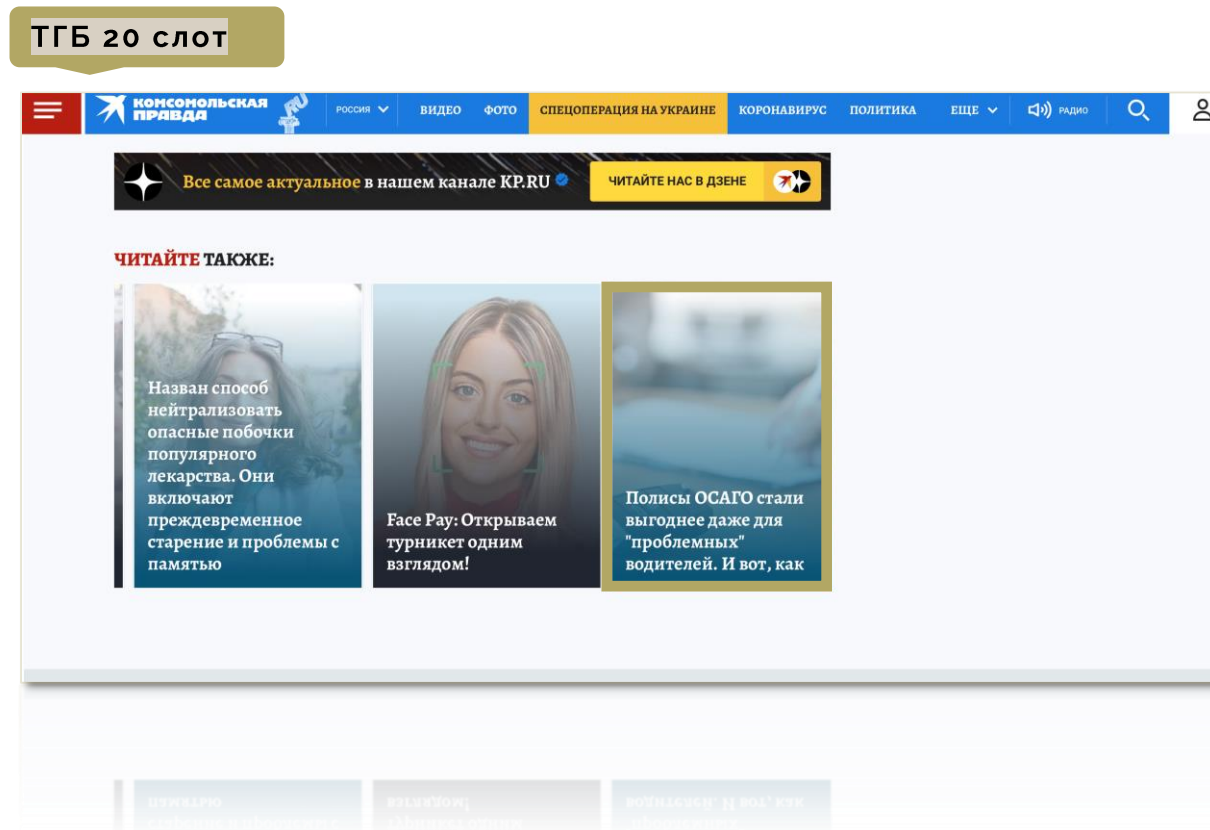 ТГБ 20 слот
КОМСОМОЛЬСКАЯ
ПРАВДА
RU
РОССИЯ
ВИДЕО
ФОТО
СПЕЦОПЕРАЦИЯ НА УКРАИНЕ
КОРОНАВИРУС
ПОЛИТИКА
ЕЩЕ
РАДИО
Все самое актуальное в нашем канале KP.RU
ЧИТАЙТЕ НАС В ДЗЕНЕ
ЧИТАЙТЕ ТАКЖЕ:
Назван способ
нейтрализовать
опасные побочки
популярного
лекарства. Они
включают
преждевременное
старение и проблемы с
памятью
Face Pay: Открываем
турникет одним
взглядом!
Полисы ОСАГО стали
выгоднее даже для
"проблемных"
водителей. И вот, как